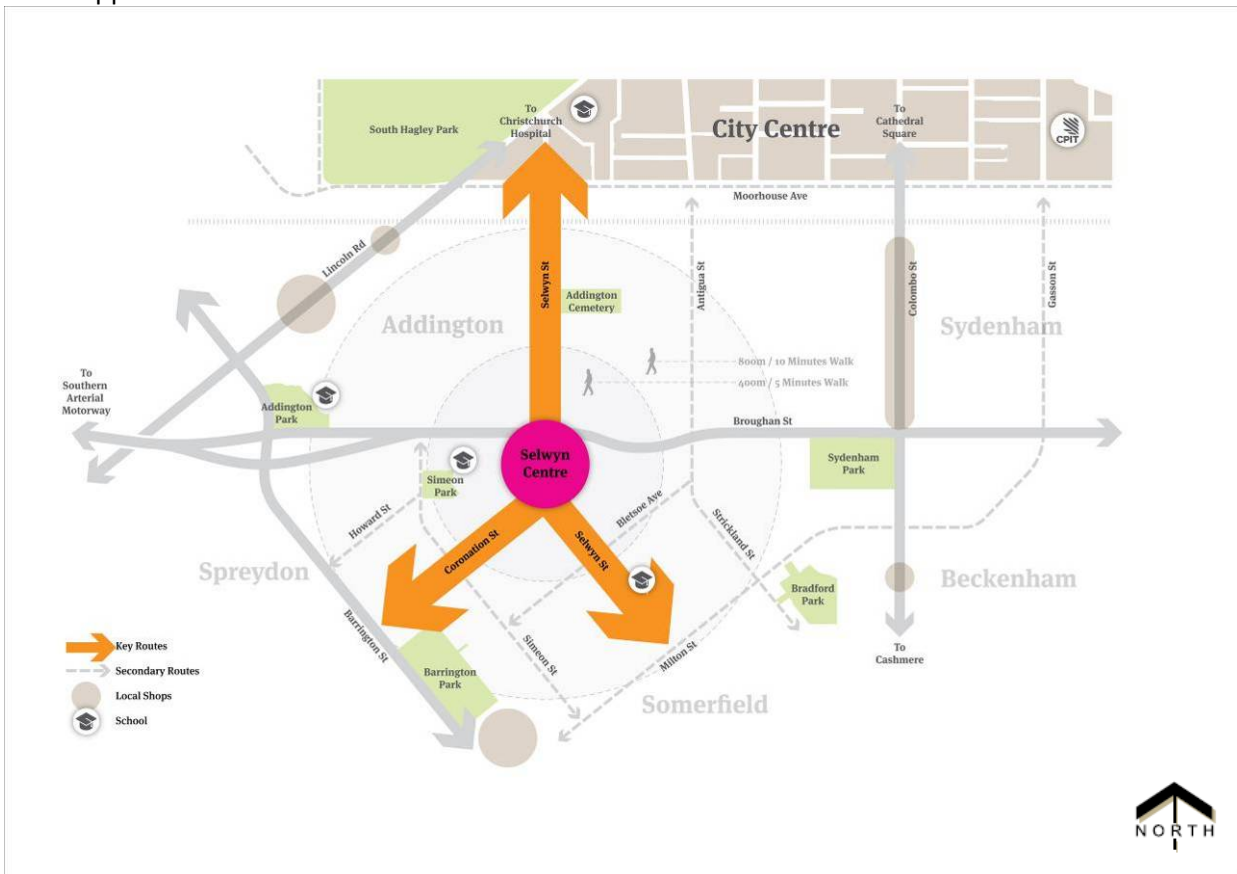 South Hagley Park
To
Christchurch
Hospital
City Centre
To
Cathedral
Square
CPIT
Moorhouse Ave
Lincoln Rd
Selwyn St
Antigua St
Colombo St
Gasson St
Addington
Cemetery
Addington
Sydenham
800m / 10 Minutes Walk
400m / 5 Minutes Walk
To
Southern
Arterial
Motorway
Addington
Park
Broughan St
Selwyn
Centre
Simeon
Park
Sydenham
Park
Howard St
Coronation St
Selwyn St
Bletsoe Ave
Strickland St
Spreydon
Beckenham
Bradford
Park
Barrington St
Simeon St
Milton St
To
Cashmere
Barrington
Park
Somerfield
Key Routes
Secondary Routes
Local Shops
School
NORTH